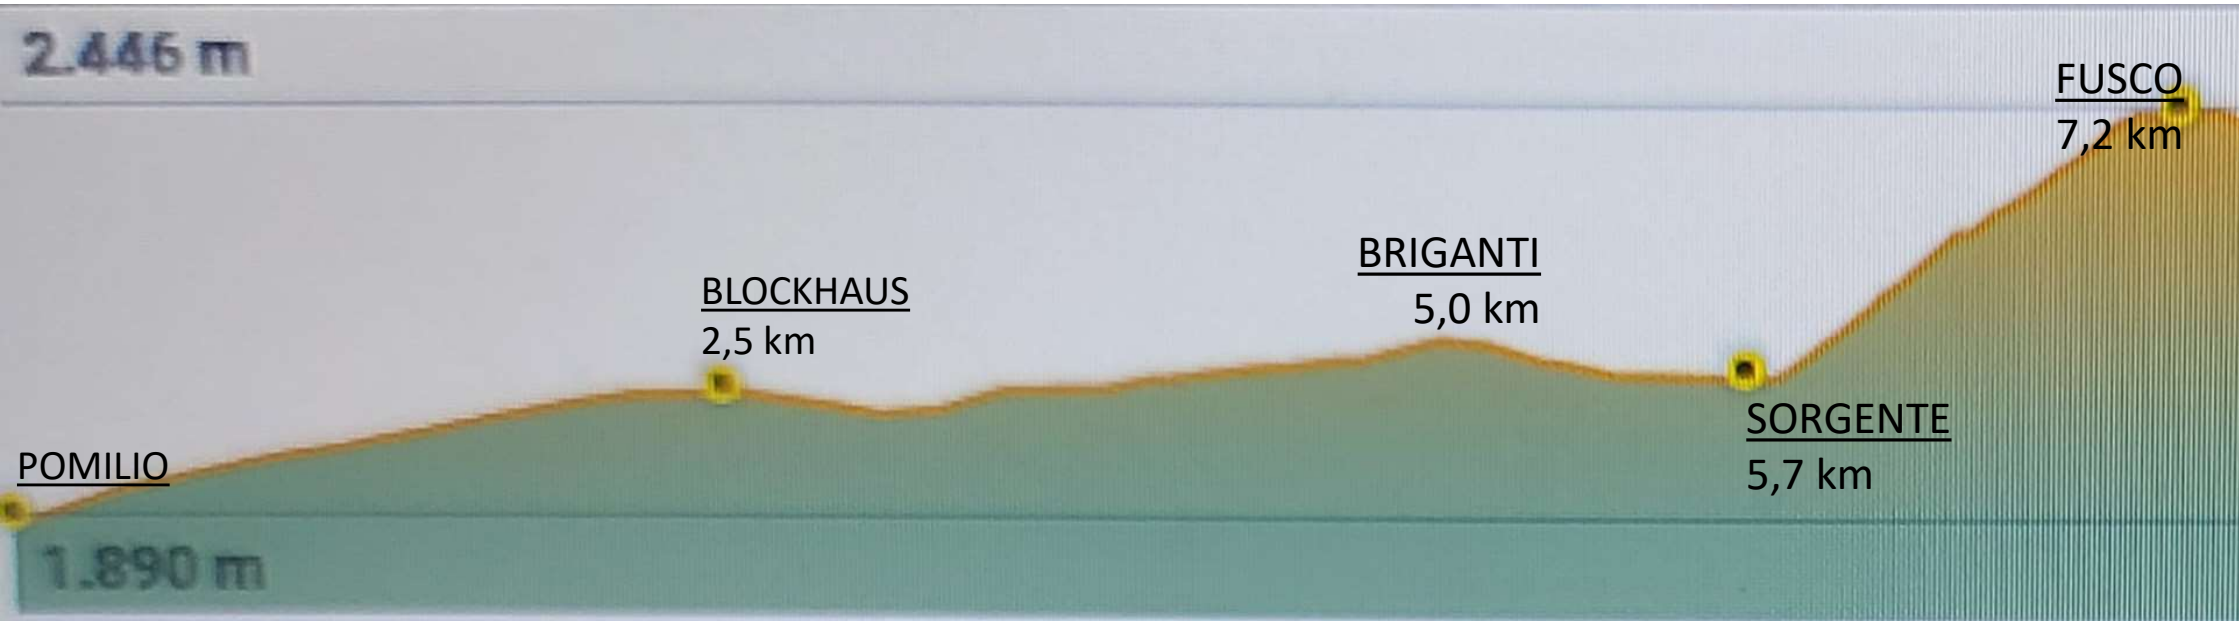 2.446 m
FUSCO
7,2 km
BRIGANTI
5,0 km
BLOCKHAUS
2,5 km
SORGENTE
5,7 km
POMILIO
1.890 m